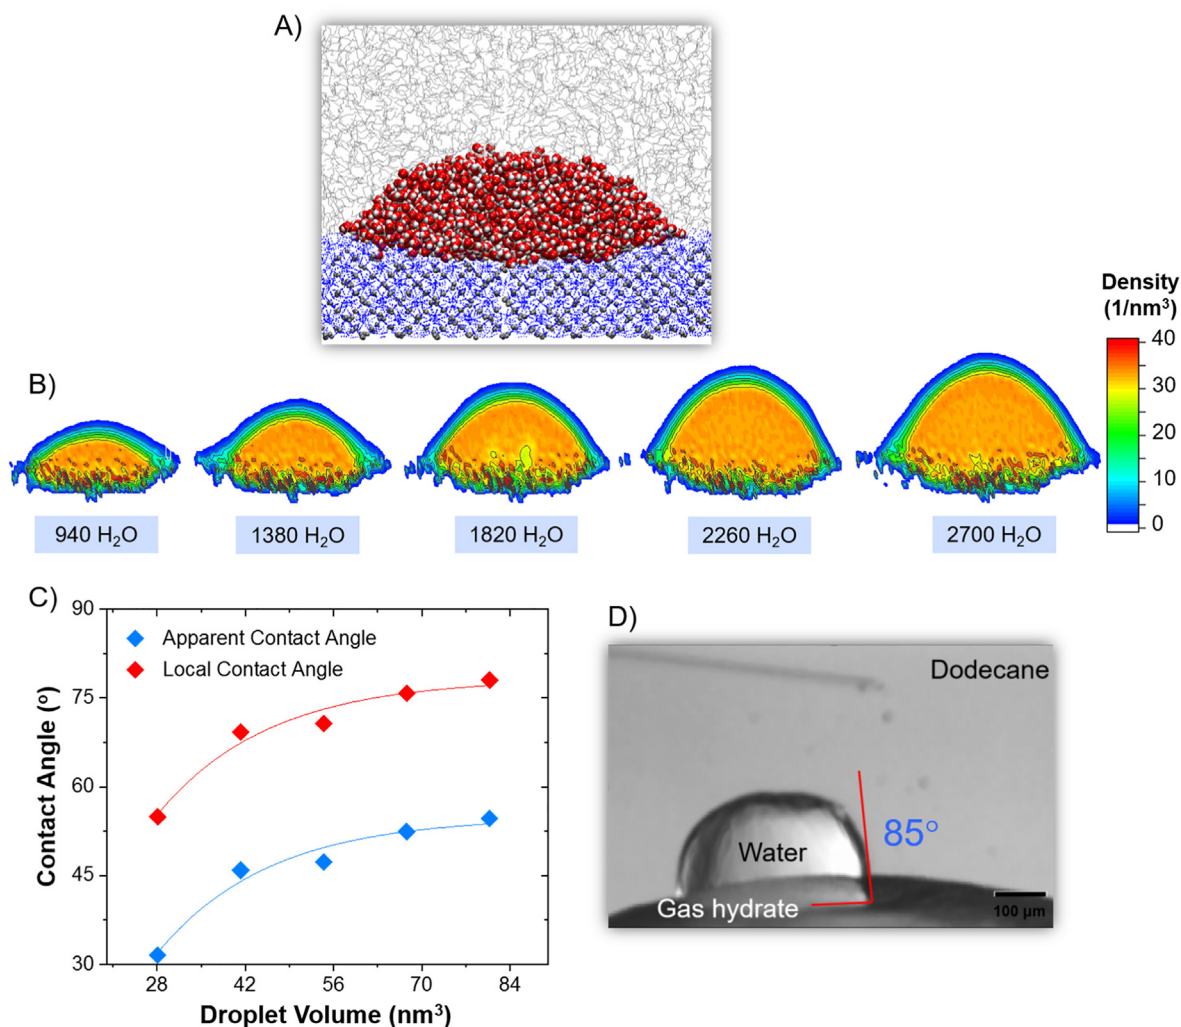 A)
Density
(1/nm³)
40
30
20
10
0
B)
940 H₂O
1380 H₂O
1820 H₂O
2260 H₂O
2700 H₂O
C)
90
75
60
45
30
Contact Angle (º)
Apparent Contact Angle
Local Contact Angle
28
42
56
70
84
Droplet Volume (nm³)
D)
Dodecane
85°
Water
Gas hydrate
100 µm